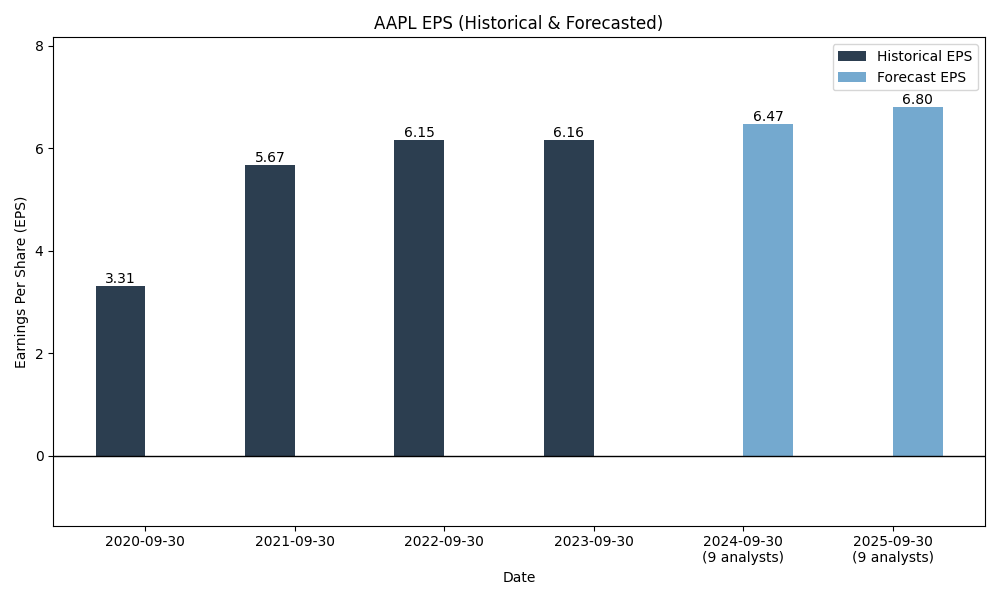 AAPL EPS (Historical & Forecasted)
Historical EPS
Forecast EPS
Earnings Per Share (EPS)
8
6
4
2
0
3.31
5.67
6.15
6.16
6.47
6.80
2020-09-30
2021-09-30
2022-09-30
2023-09-30
2024-09-30
(9 analysts)
2025-09-30
(9 analysts)
Date